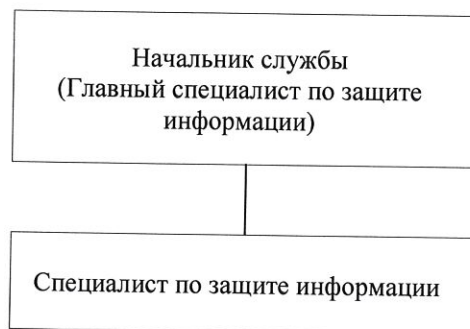 Начальник службы
(Главный специалист по защите
информации)
Специалист по защите информации